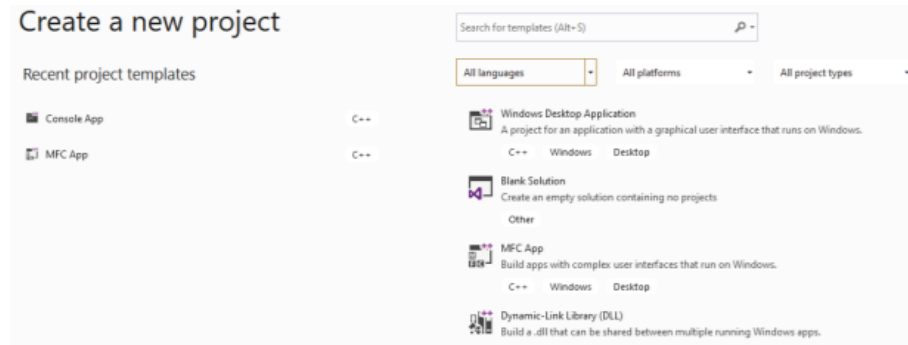 Create a new project
Search for templates (Alt+S)
Recent project templates
All languages
All platforms
All project types
Console App
C++
MFC App
C++
Windows Desktop Application
A project for an application with a graphical user interface that runs on Windows.
C++ Windows Desktop
Blank Solution
Create an empty solution containing no projects
Other
MFC App
Build apps with complex user interfaces that run on Windows.
C++ Windows Desktop
Dynamic-Link Library (DLL)
Build a .dll that can be shared between multiple running Windows apps.